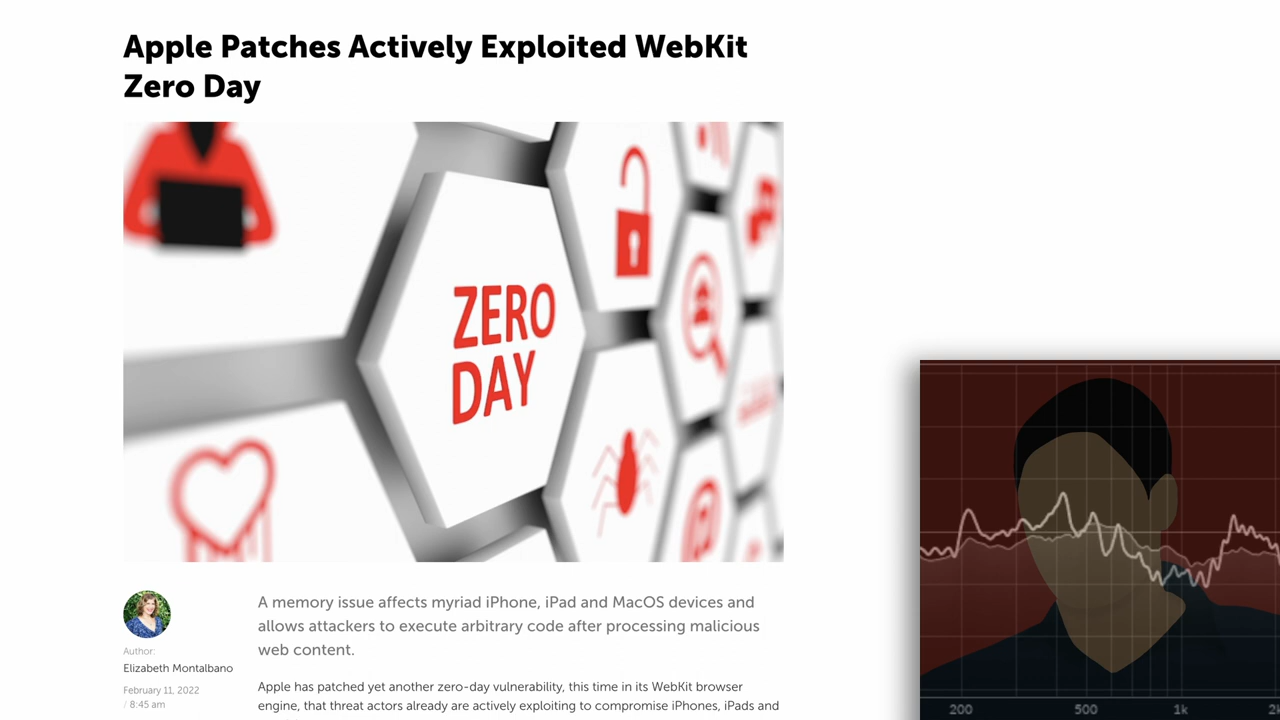 Apple Patches Actively Exploited WebKit
Zero Day
ZERO
DAY
A memory issue affects myriad iPhone, iPad and MacOS devices and
allows attackers to execute arbitrary code after processing malicious
web content.
Author:
Elizabeth Montalbano
February 11, 2022
/ 8:45 am
Apple has patched yet another zero-day vulnerability, this time in its WebKit browser
engine, that threat actors already are actively exploiting to compromise iPhones, iPads and
200 500 1k